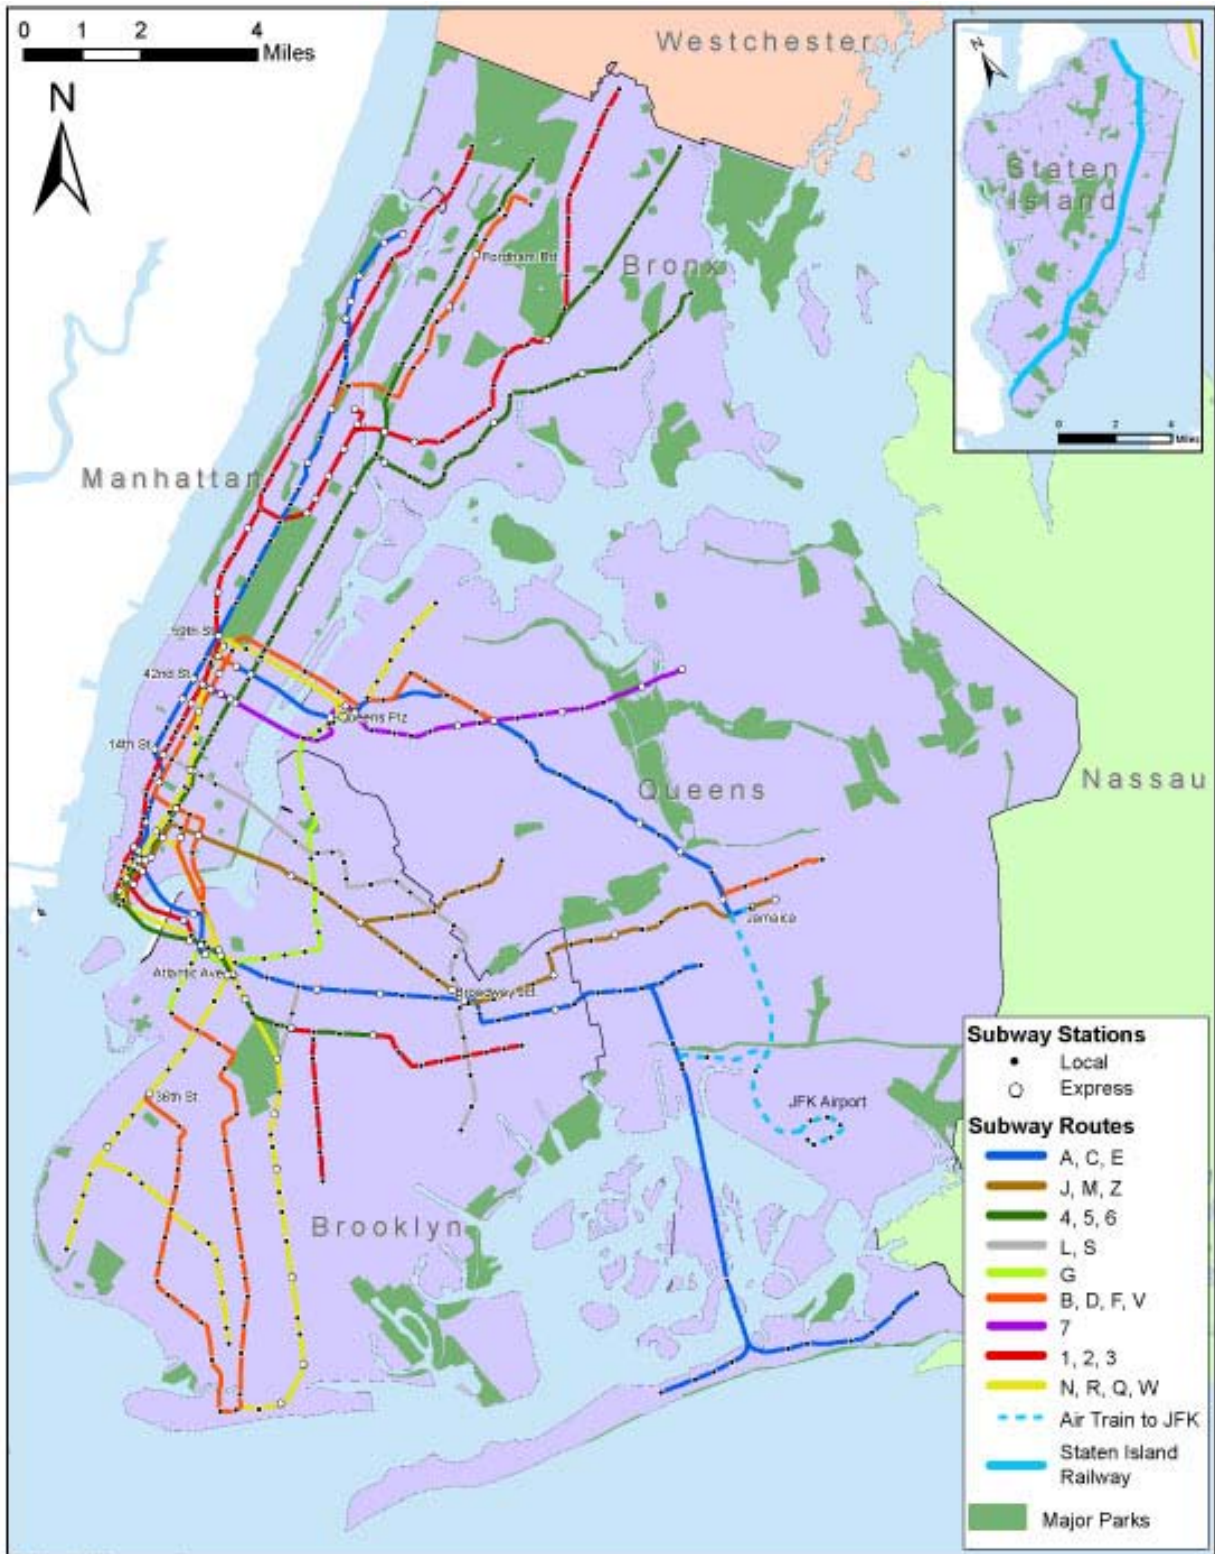 0 1 2 4
Miles
N
Westchester
N
Staten
Island
0 2 4
Miles
Fordham Rd.
Bronx
Manhattan
59th St.
42nd St.
Queens Plz
14th St.
Queens
Nassau
Jamaica
Atlantic Ave.
Broadway Jct.
36th St.
JFK Airport
Brooklyn
Subway Stations
Local
Express
Subway Routes
A, C, E
J, M, Z
4, 5, 6
L, S
G
B, D, F, V
7
1, 2, 3
N, R, Q, W
Air Train to JFK
Staten Island
Railway
Major Parks